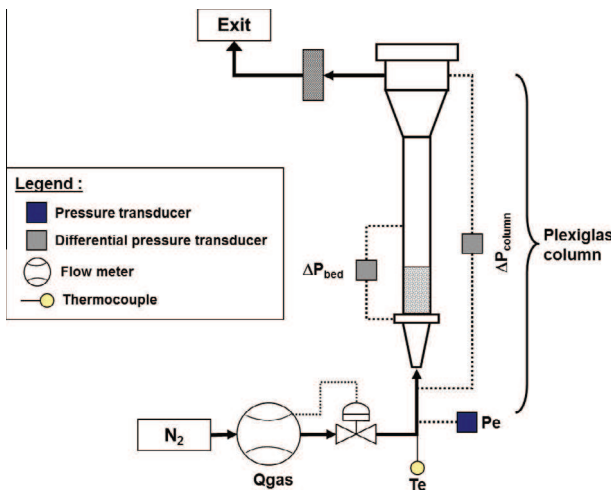 Exit
Legend :
Pressure transducer
Differential pressure transducer
Flow meter
Thermocouple
ΔPbed
ΔPcolumn
Plexiglas
column
N2
Qgas
Pe
Te